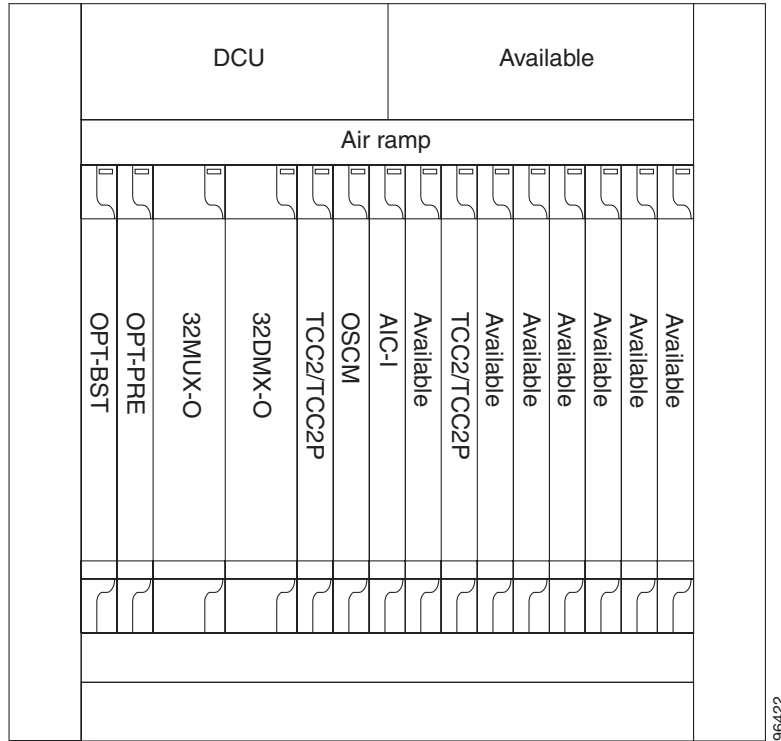 DCU
Available
Air ramp
OPT-BST
OPT-PRE
32MUX-O
32DMX-O
TCC2/TCC2P
OSCM
AIC-I
Available
TCC2/TCC2P
Available
Available
Available
Available
Available
Available
96422